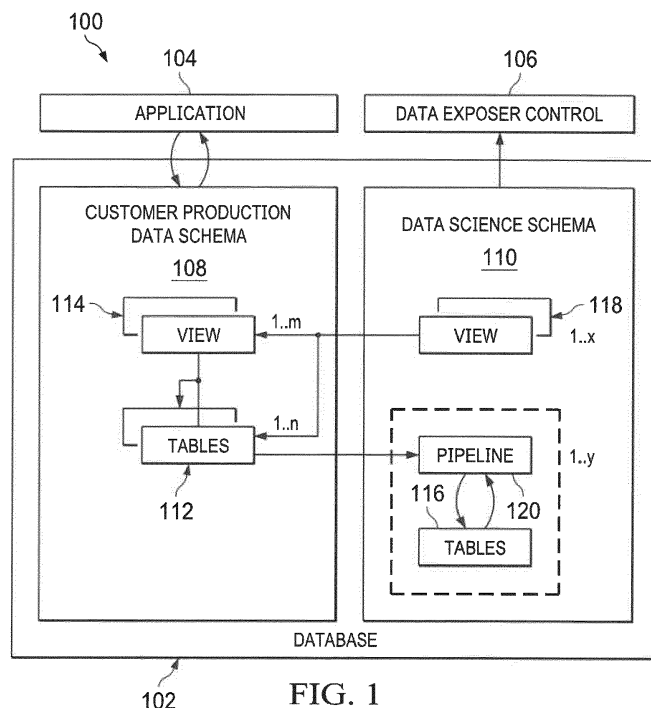 100
104
106
APPLICATION
DATA EXPOSER CONTROL
CUSTOMER PRODUCTION
DATA SCHEMA
108
DATA SCIENCE SCHEMA
110
114
VIEW
1..m
VIEW
118
1..x
TABLES
1..n
112
PIPELINE
1..y
116
120
TABLES
DATABASE
102
FIG. 1